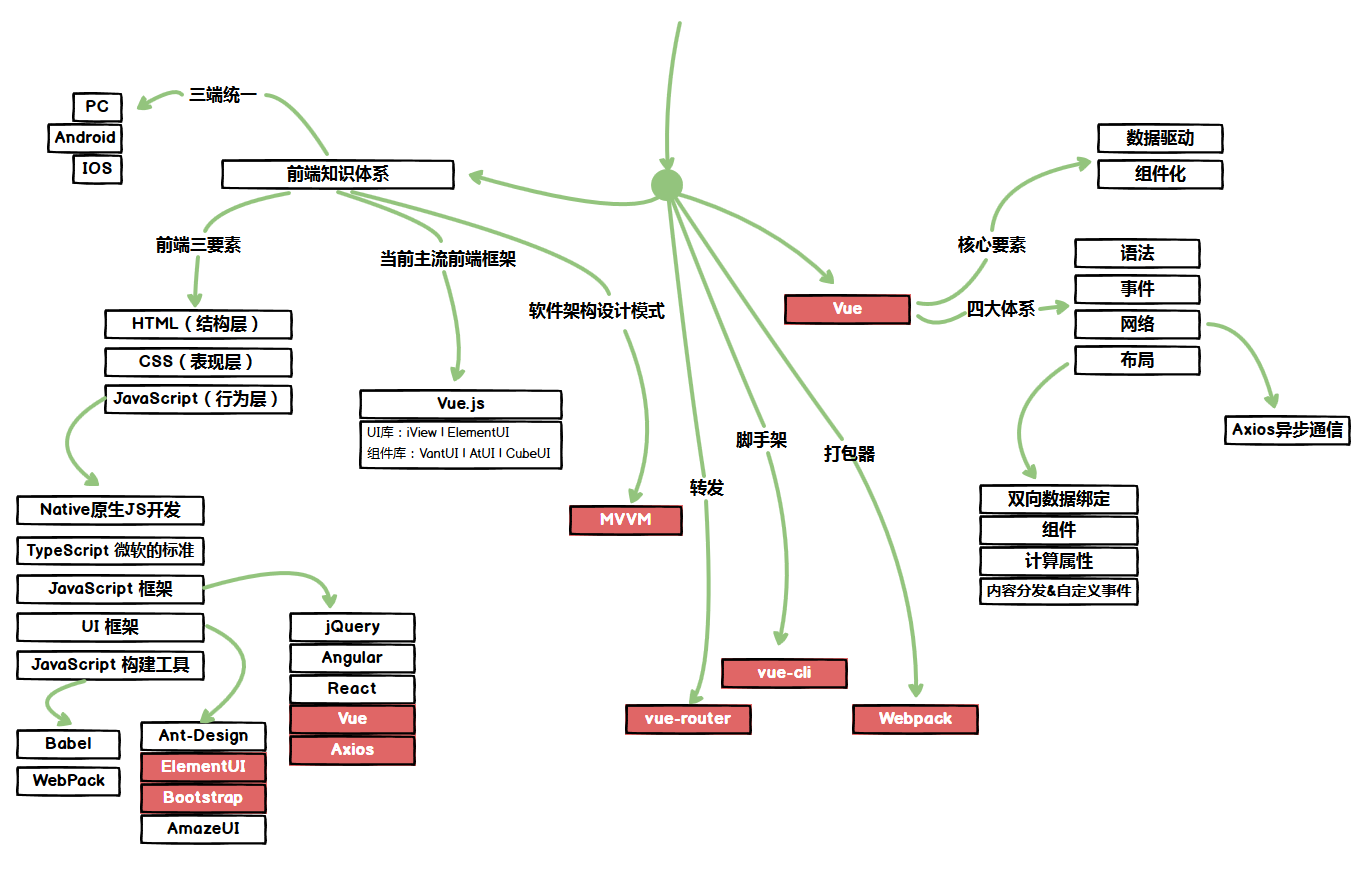 三端统一
PC
Android
IOS
前端知识体系
前端三要素
HTML（结构层）
CSS（表现层）
JavaScript（行为层）
Native原生JS开发
TypeScript 微软的标准
JavaScript 框架
UI 框架
JavaScript 构建工具
Babel
WebPack
Ant-Design
ElementUI
Bootstrap
AmazeUI
jQuery
Angular
React
Vue
Axios
当前主流前端框架
Vue.js
UI库：iView | ElementUI
组件库：VantUI | AtUI | CubeUI
软件架构设计模式
MVVM
转发
vue-router
脚手架
vue-cli
打包器
Webpack
Vue
核心要素
数据驱动
组件化
四大体系
语法
事件
网络
布局
Axios异步通信
双向数据绑定
组件
计算属性
内容分发&自定义事件